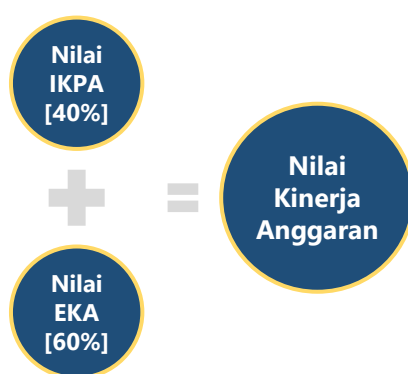 Nilai
IKPA
[40%]
+
=
Nilai
Kinerja
Anggaran
Nilai
EKA
[60%]